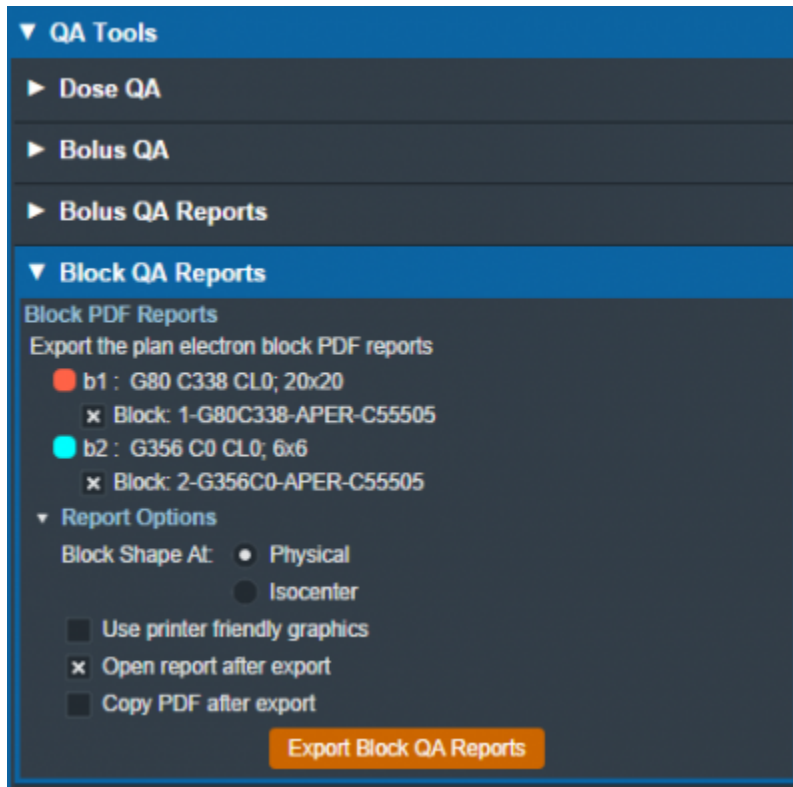 QA Tools
Dose QA
Bolus QA
Bolus QA Reports
Block QA Reports
Block PDF Reports
Export the plan electron block PDF reports
b1 : G80 C338 CL0; 20x20
Block: 1-G80C338-APER-C55505
b2 : G356 C0 CL0; 6x6
Block: 2-G356C0-APER-C55505
Report Options
Block Shape At: Physical
Isocenter
Use printer friendly graphics
Open report after export
Copy PDF after export
Export Block QA Reports